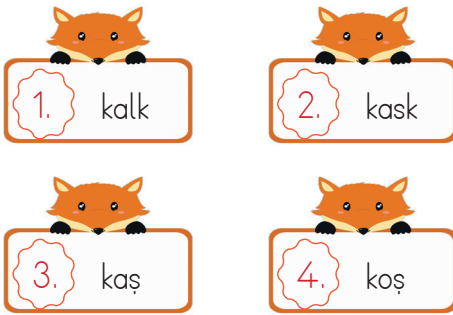 1. kalk
2. kask
3. kaş
4. koş